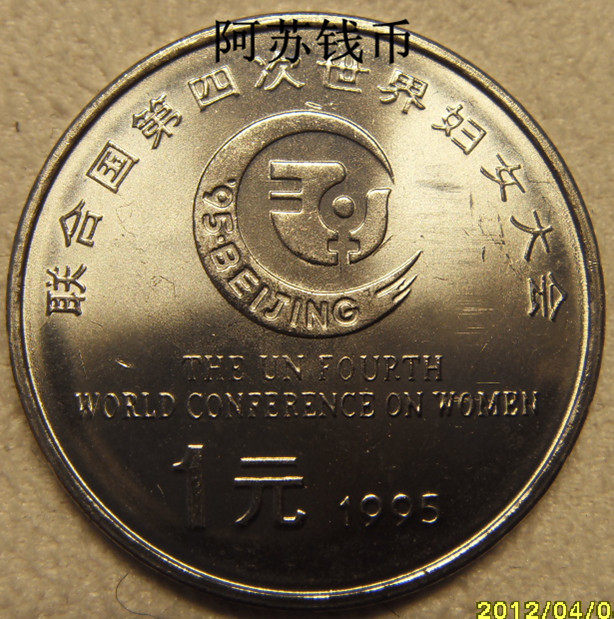 阿苏钱币
联合国第四次世界妇女大会
'95·BEIJING
THE UN FOURTH
WORLD CONFERENCE ON WOMEN
1元 1995
2012/04/0